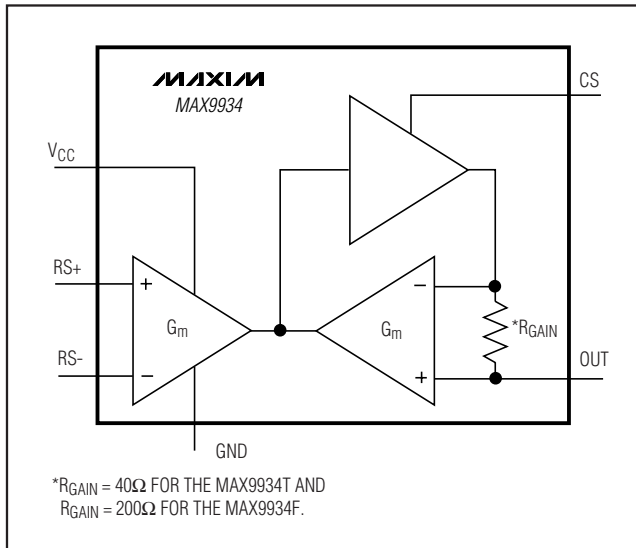 MAXIM
MAX9934
CS
VCC
RS+
+
Gm
RS-
−
−
Gm
+
*RGAIN
OUT
GND
*RGAIN = 40Ω FOR THE MAX9934T AND
RGAIN = 200Ω FOR THE MAX9934F.